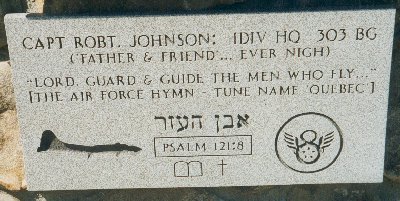 CAPT ROBT. JOHNSON: 1DIV HQ 303 BG
('FATHER & FRIEND'... EVER NIGH)
"LORD, GUARD & GUIDE THE MEN WHO FLY..."
[THE AIR FORCE HYMN - TUNE NAME 'QUEBEC']
אבן העזר
PSALM 121:8
8